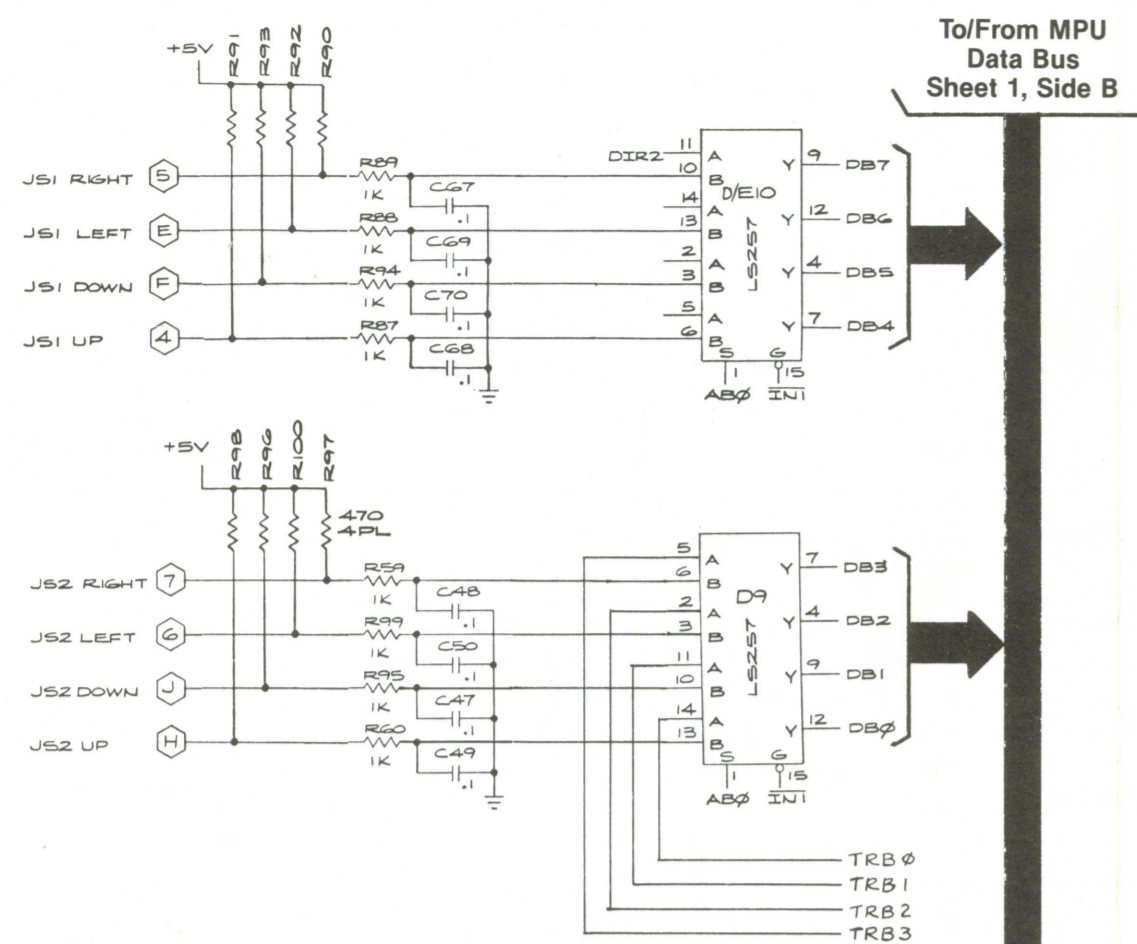 To/From MPU
Data Bus
Sheet 1, Side B
+5V
R91
R93
R92
R90
JS1 RIGHT 5
R89
1K
C67
.1
JS1 LEFT E
R88
1K
C69
.1
JS1 DOWN F
R94
1K
C70
.1
JS1 UP 4
R87
1K
C68
.1
DIR2 11 A
10 B
14 A
13 B
2 A
3 B
5 A
6 B
D/E10
LS257
Y 9 DB7
Y 12 DB6
Y 4 DB5
Y 7 DB4
S G
1 15
ABØ I̅N̅1̅
+5V
R98
R96
R100
R97
470
4PL
JS2 RIGHT 7
R59
1K
C48
.1
JS2 LEFT 6
R99
1K
C50
.1
JS2 DOWN J
R95
1K
C47
.1
JS2 UP H
R60
1K
C49
.1
5 A
6 B
2 A
3 B
11 A
10 B
14 A
13 B
D9
LS257
Y 7 DB3
Y 4 DB2
Y 9 DB1
Y 12 DBØ
S G
1 15
ABØ I̅N̅1̅
TRBØ
TRB1
TRB2
TRB3